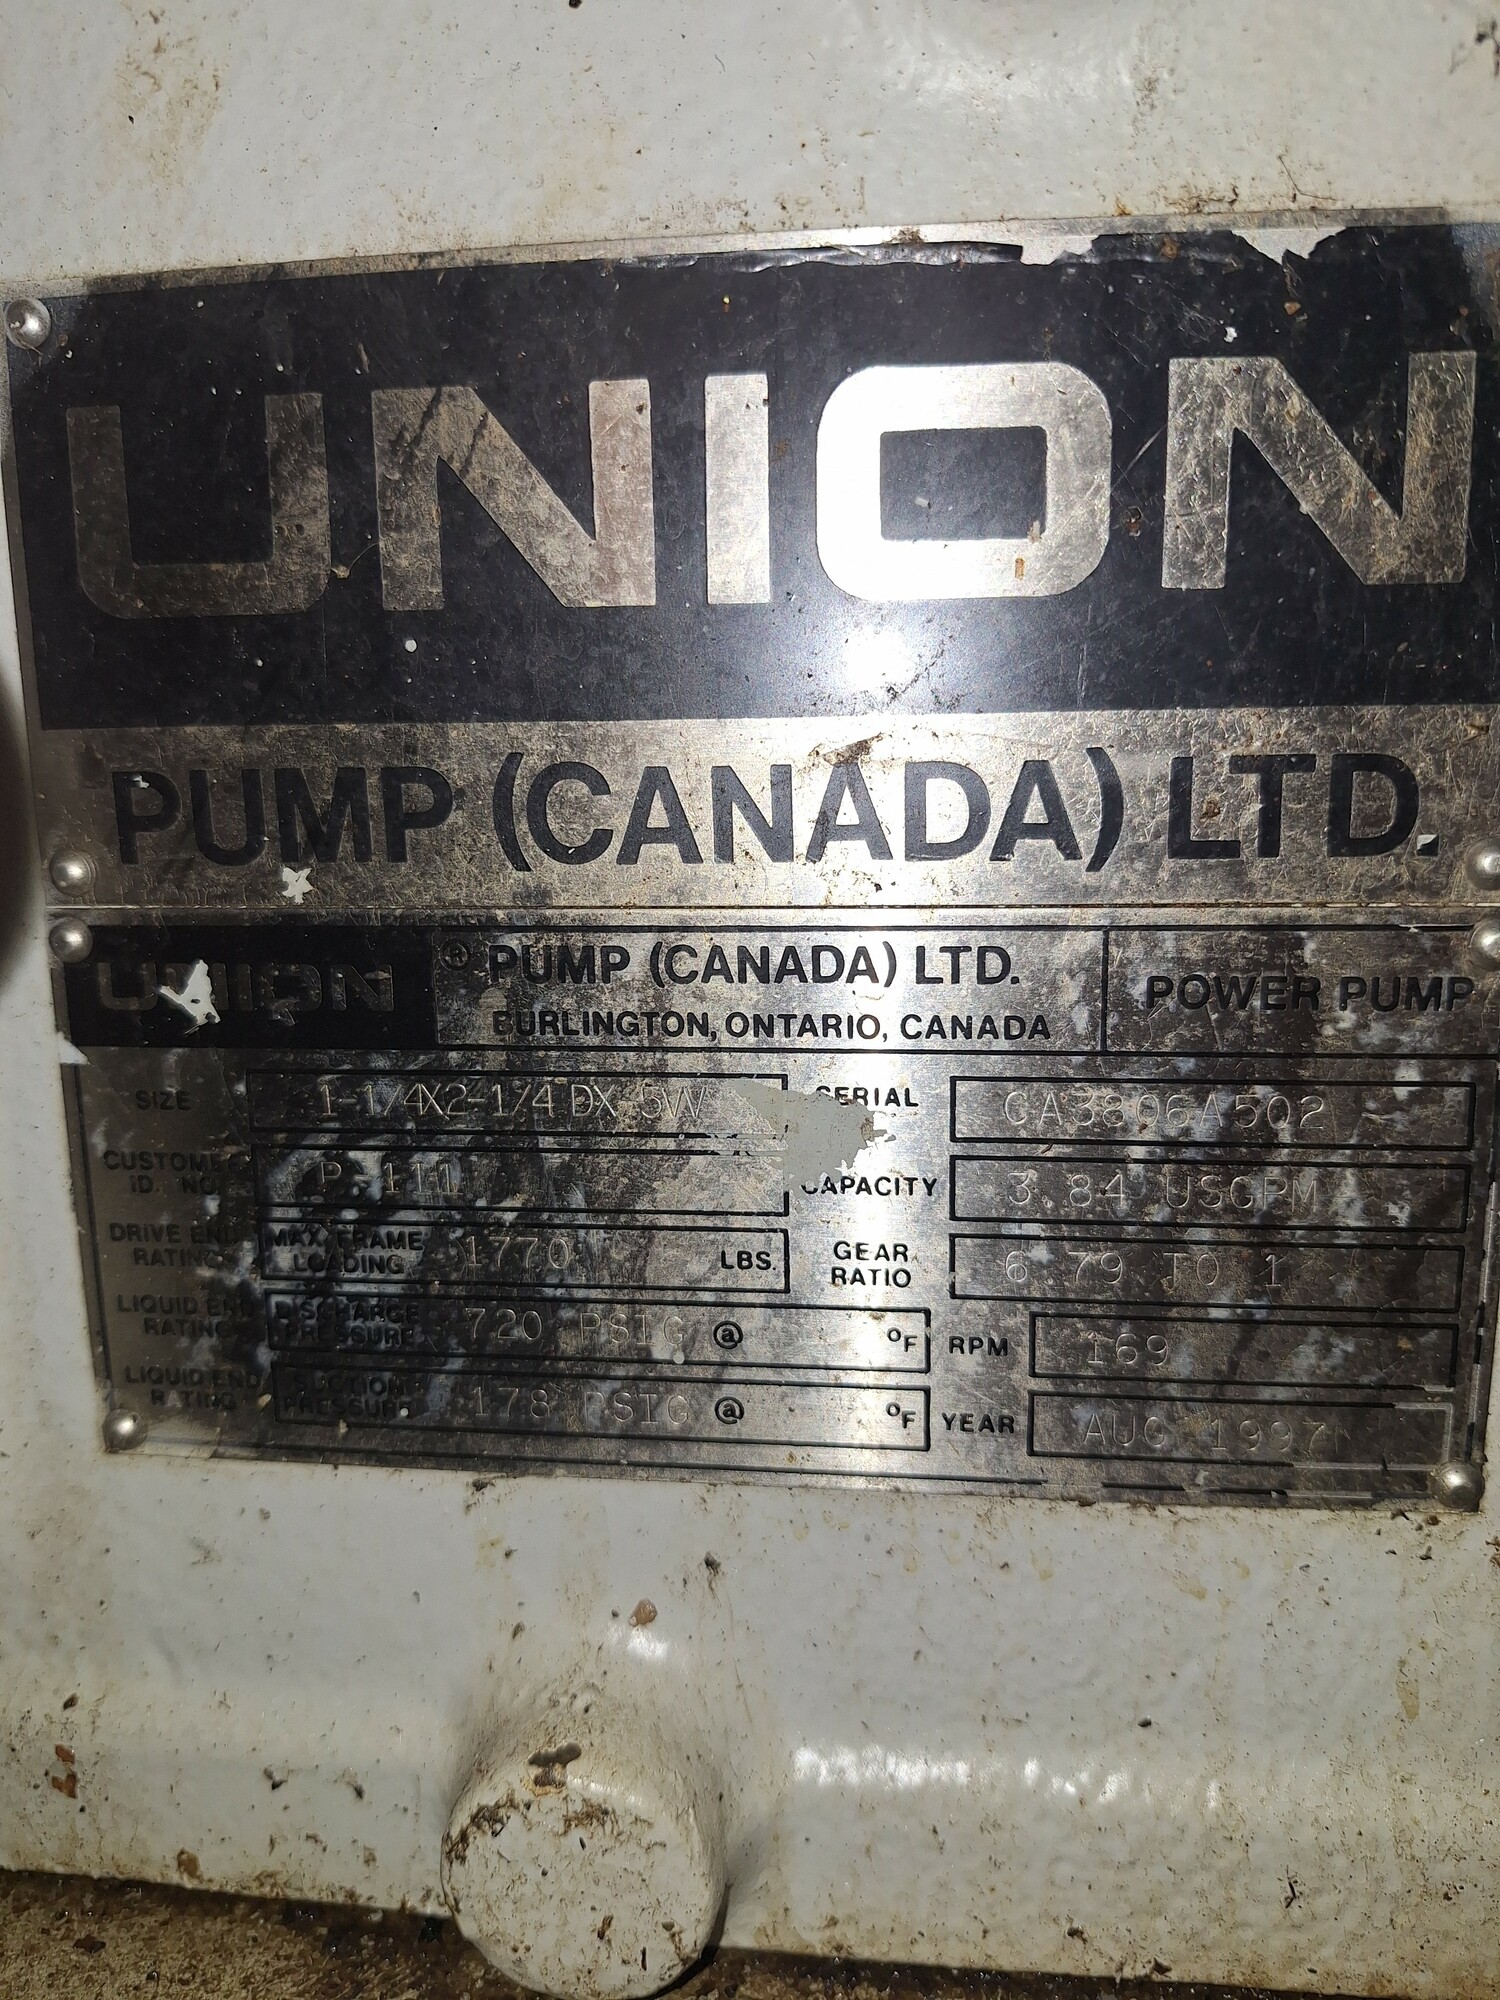 UNION
PUMP (CANADA) LTD.
UNION ® PUMP (CANADA) LTD. POWER PUMP
BURLINGTON, ONTARIO, CANADA
SIZE 1-1/4X2-1/4 DX 5W SERIAL CA3806A502
CUSTOMER ID. NO. P-111 CAPACITY 3.84 USGPM
DRIVE END RATING MAX. FRAME LOADING 1770 LBS. GEAR RATIO 6.79 TO 1
LIQUID END RATING DISCHARGE PRESSURE 720 PSIG @ °F RPM 169
LIQUID END RATING SUCTION PRESSURE 178 PSIG @ °F YEAR AUG 1997